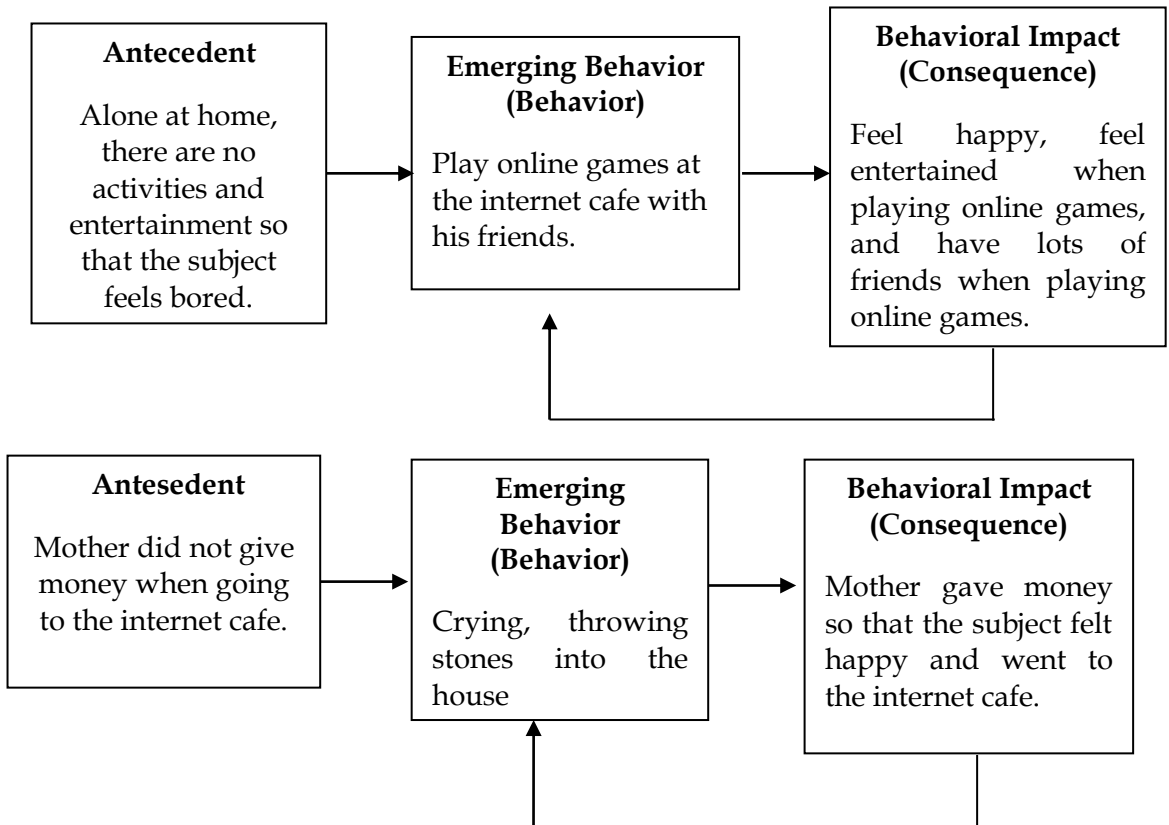 Antecedent
Alone at home,
there are no
activities and
entertainment so
that the subject
feels bored.
Emerging Behavior
(Behavior)
Play online games at
the internet cafe with
his friends.
Behavioral Impact
(Consequence)
Feel happy, feel
entertained when
playing online games,
and have lots of
friends when playing
online games.
Antesedent
Mother did not give
money when going
to the internet cafe.
Emerging
Behavior
(Behavior)
Crying, throwing
stones into the
house
Behavioral Impact
(Consequence)
Mother gave money
so that the subject felt
happy and went to
the internet cafe.